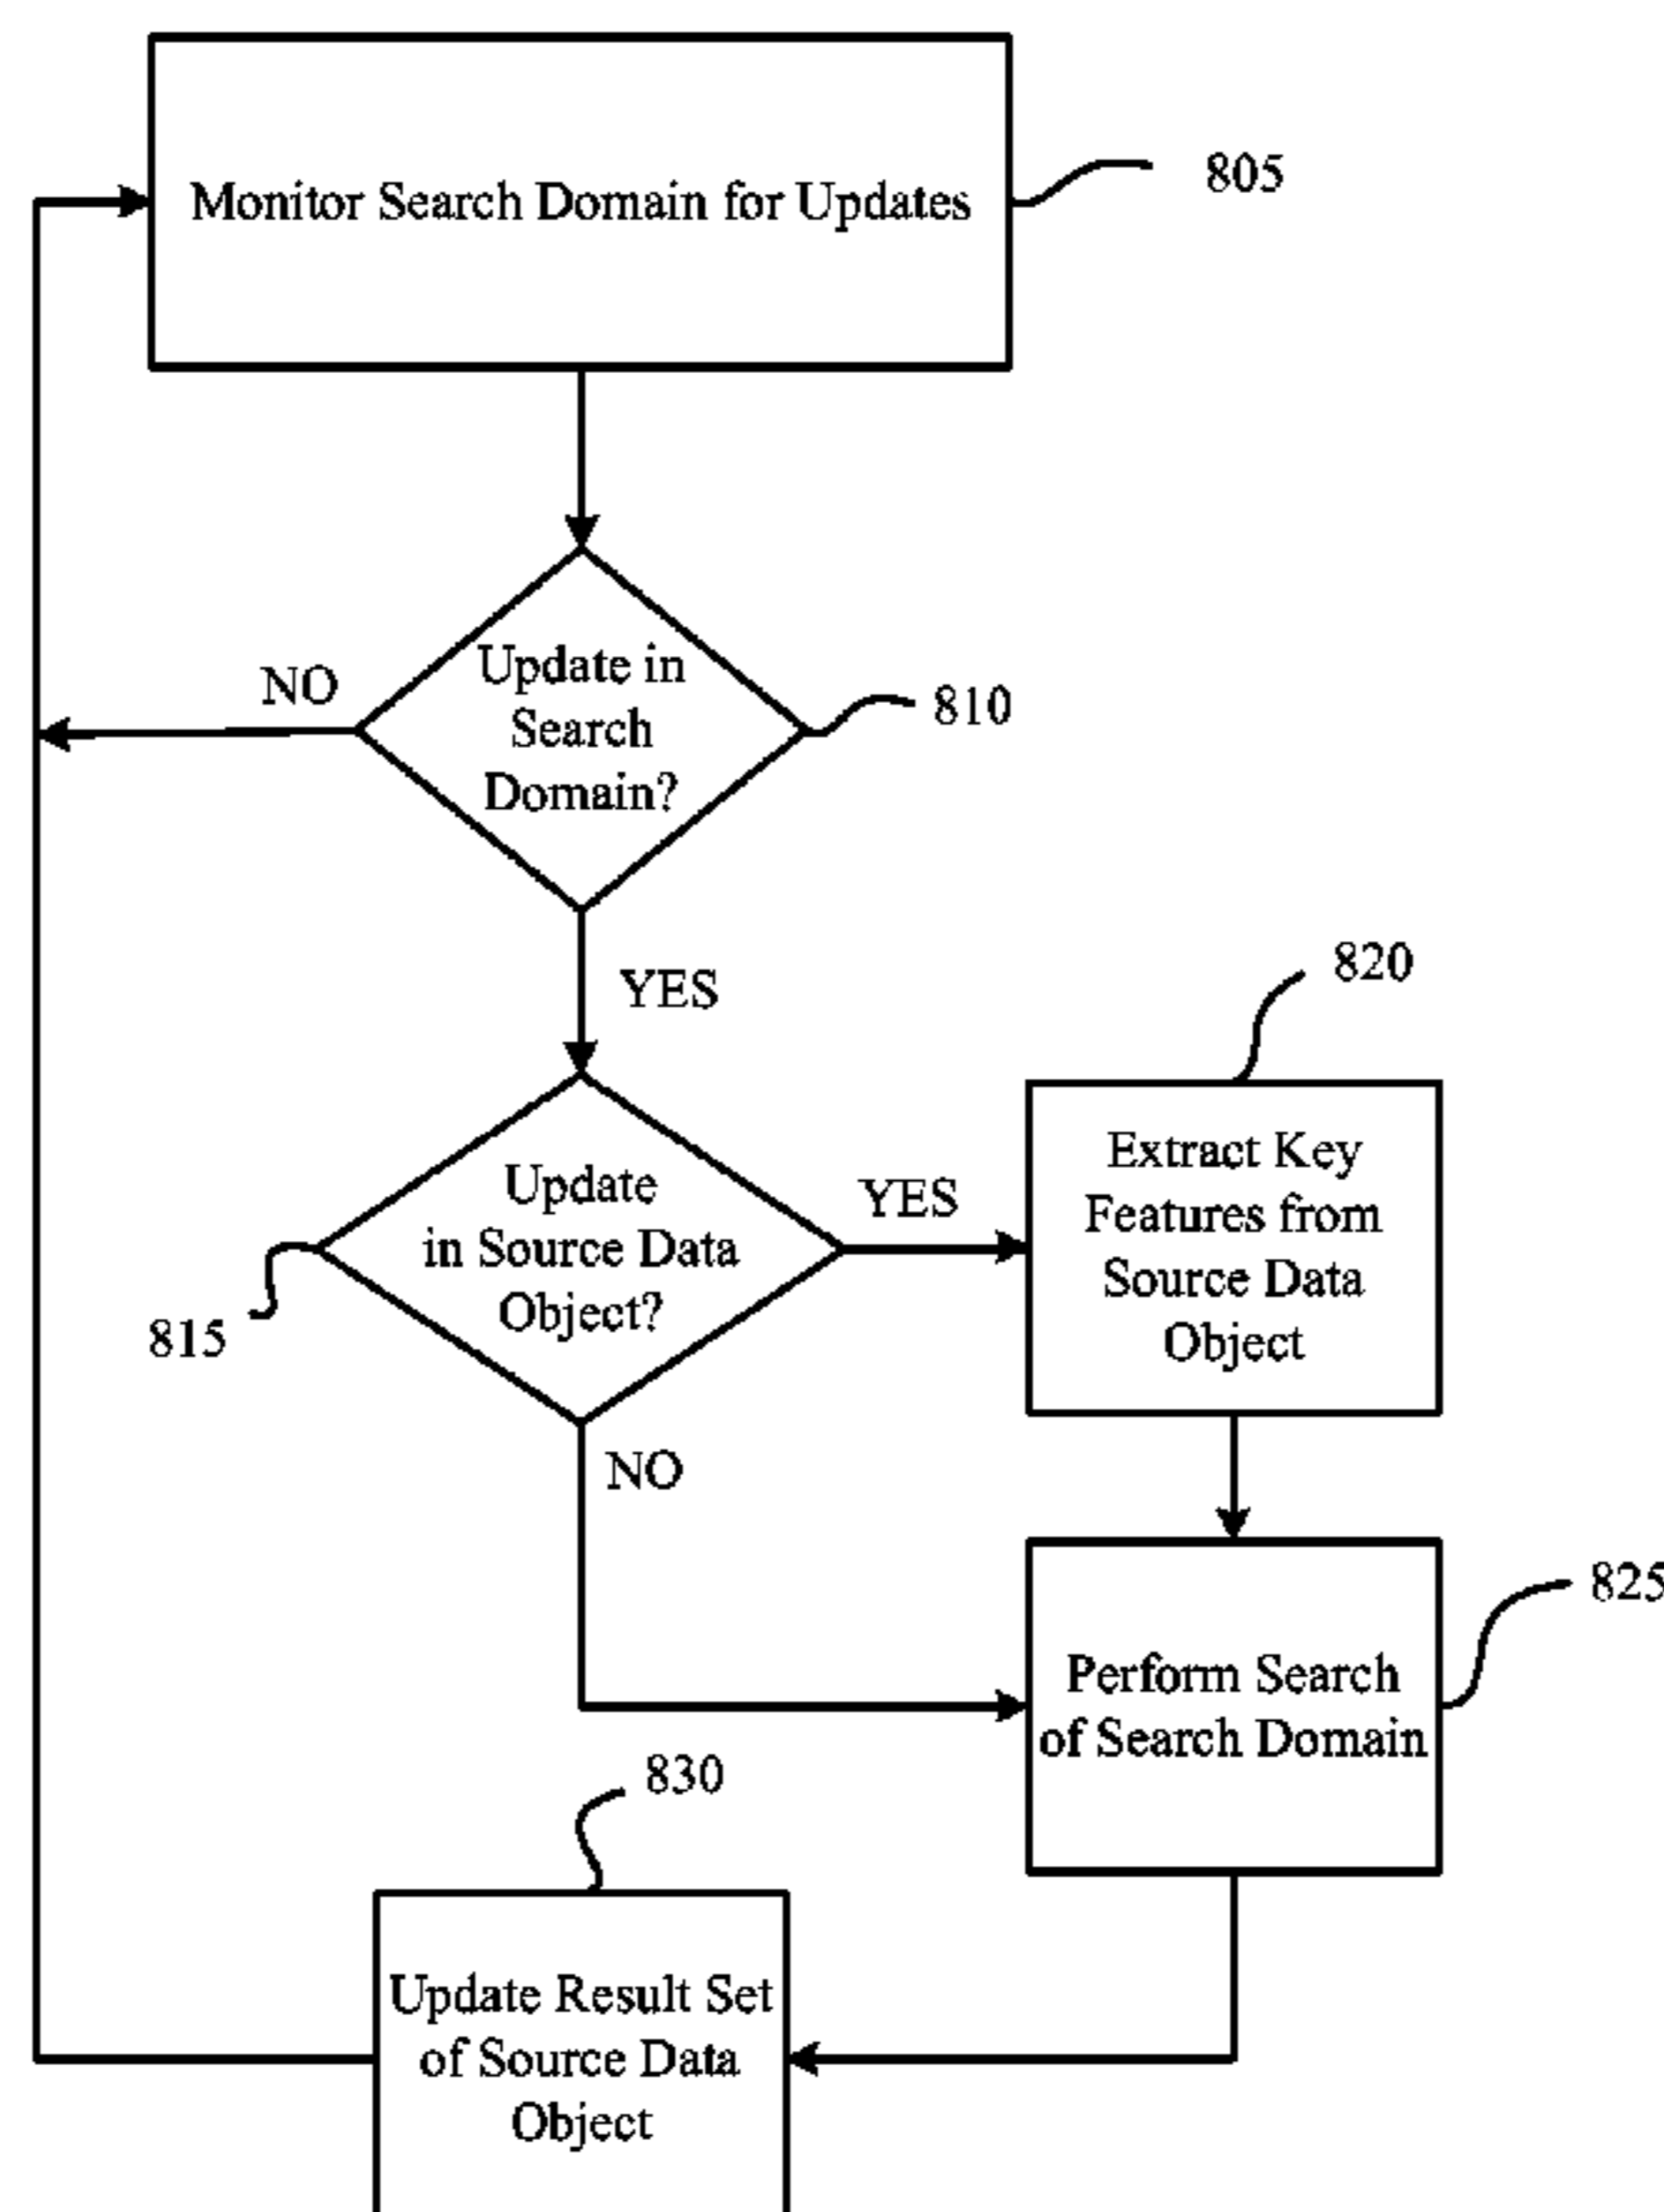 Monitor Search Domain for Updates
805
Update in
Search
Domain?
810
NO
YES
820
Update
in Source Data
Object?
815
YES
Extract Key
Features from
Source Data
Object
NO
825
Perform Search
of Search Domain
830
Update Result Set
of Source Data
Object